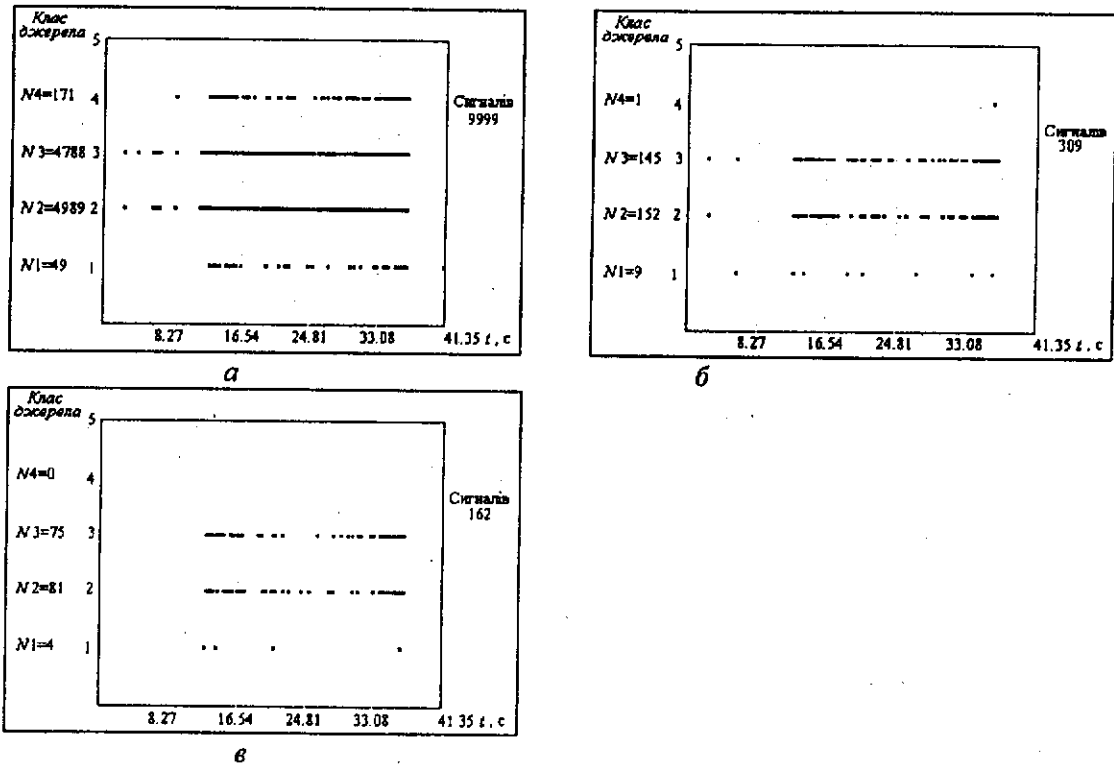 Клас
джерела
5
N4=171 4
N3=4788 3
N2=4989 2
N1=49 1
Сигналів
9999
8.27 16.54 24.81 33.08 41.35 t, с
а
Клас
джерела
5
N4=1 4
N3=145 3
N2=152 2
N1=9 1
Сигналів
309
8.27 16.54 24.81 33.08 41.35 t, с
б
Клас
джерела
5
N4=0 4
N3=75 3
N2=81 2
N1=4 1
Сигналів
162
8.27 16.54 24.81 33.08 41 35 t, с
в